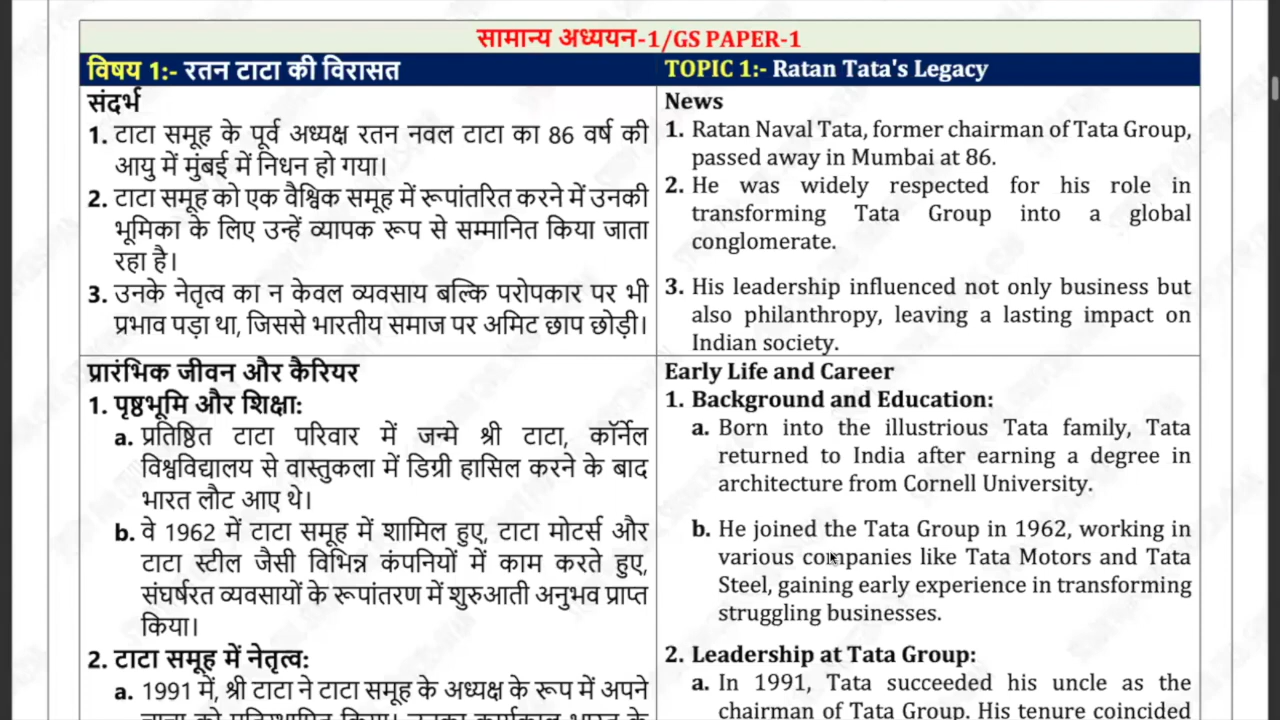 सामान्य अध्ययन-1/GS PAPER-1
विषय 1:- रतन टाटा की विरासत
संदर्भ
1. टाटा समूह के पूर्व अध्यक्ष रतन नवल टाटा का 86 वर्ष की
आयु में मुंबई में निधन हो गया।
2. टाटा समूह को एक वैश्विक समूह में रूपांतरित करने में उनकी
भूमिका के लिए उन्हें व्यापक रूप से सम्मानित किया जाता
रहा है।
3. उनके नेतृत्व का न केवल व्यवसाय बल्कि परोपकार पर भी
प्रभाव पड़ा था, जिससे भारतीय समाज पर अमिट छाप छोड़ी।
TOPIC 1:- Ratan Tata's Legacy
News
1. Ratan Naval Tata, former chairman of Tata Group,
passed away in Mumbai at 86.
2. He was widely respected for his role in
transforming Tata Group into a global
conglomerate.
3. His leadership influenced not only business but
also philanthropy, leaving a lasting impact on
Indian society.
प्रारंभिक जीवन और कैरियर
1. पृष्ठभूमि और शिक्षा:
a. प्रतिष्ठित टाटा परिवार में जन्मे श्री टाटा, कॉर्नेल
विश्वविद्यालय से वास्तुकला में डिग्री हासिल करने के बाद
भारत लौट आए थे।
b. वे 1962 में टाटा समूह में शामिल हुए, टाटा मोटर्स और
टाटा स्टील जैसी विभिन्न कंपनियों में काम करते हुए,
संघर्षरत व्यवसायों के रूपांतरण में शुरुआती अनुभव प्राप्त
किया।
2. टाटा समूह में नेतृत्व:
a. 1991 में, श्री टाटा ने टाटा समूह के अध्यक्ष के रूप में अपने
Early Life and Career
1. Background and Education:
a. Born into the illustrious Tata family, Tata
returned to India after earning a degree in
architecture from Cornell University.
b. He joined the Tata Group in 1962, working in
various companies like Tata Motors and Tata
Steel, gaining early experience in transforming
struggling businesses.
2. Leadership at Tata Group:
a. In 1991, Tata succeeded his uncle as the
chairman of Tata Group. His tenure coincided